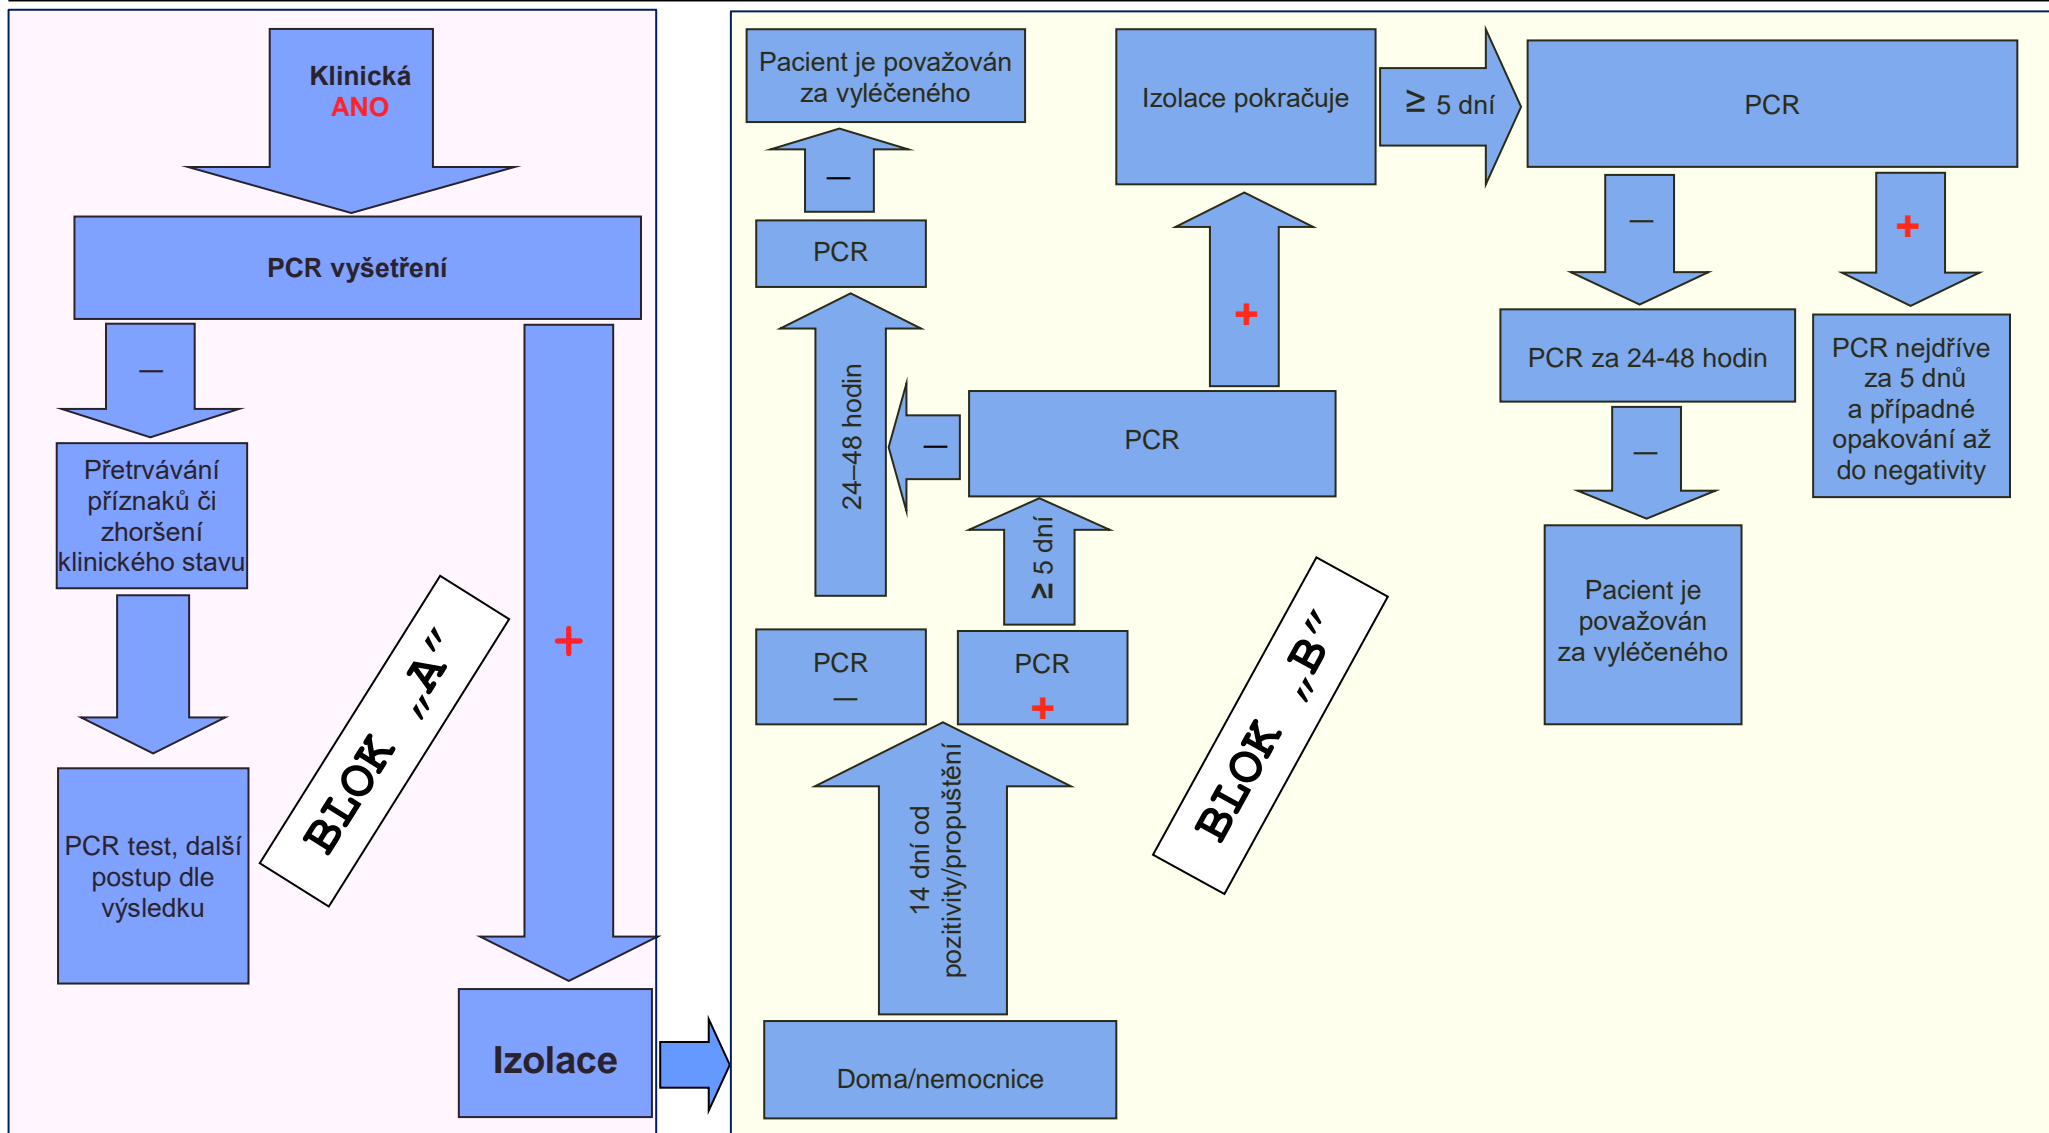 Klinická
ANO
PCR vyšetření
—
+
Přetrvávání
příznaků či
zhoršení
klinického stavu
PCR test, další
postup dle
výsledku
BLOK „A”
Izolace
Doma/nemocnice
14 dní od
pozitivity/propuštění
PCR
—
PCR
+
24–48 hodin
≥ 5 dní
PCR
—
+
PCR
—
Pacient je považován
za vyléčeného
Izolace pokračuje
≥ 5 dní
PCR
—
+
PCR za 24-48 hodin
—
Pacient je
považován
za vyléčeného
PCR nejdříve
za 5 dnů
a případné
opakování až
do negativity
BLOK „B”